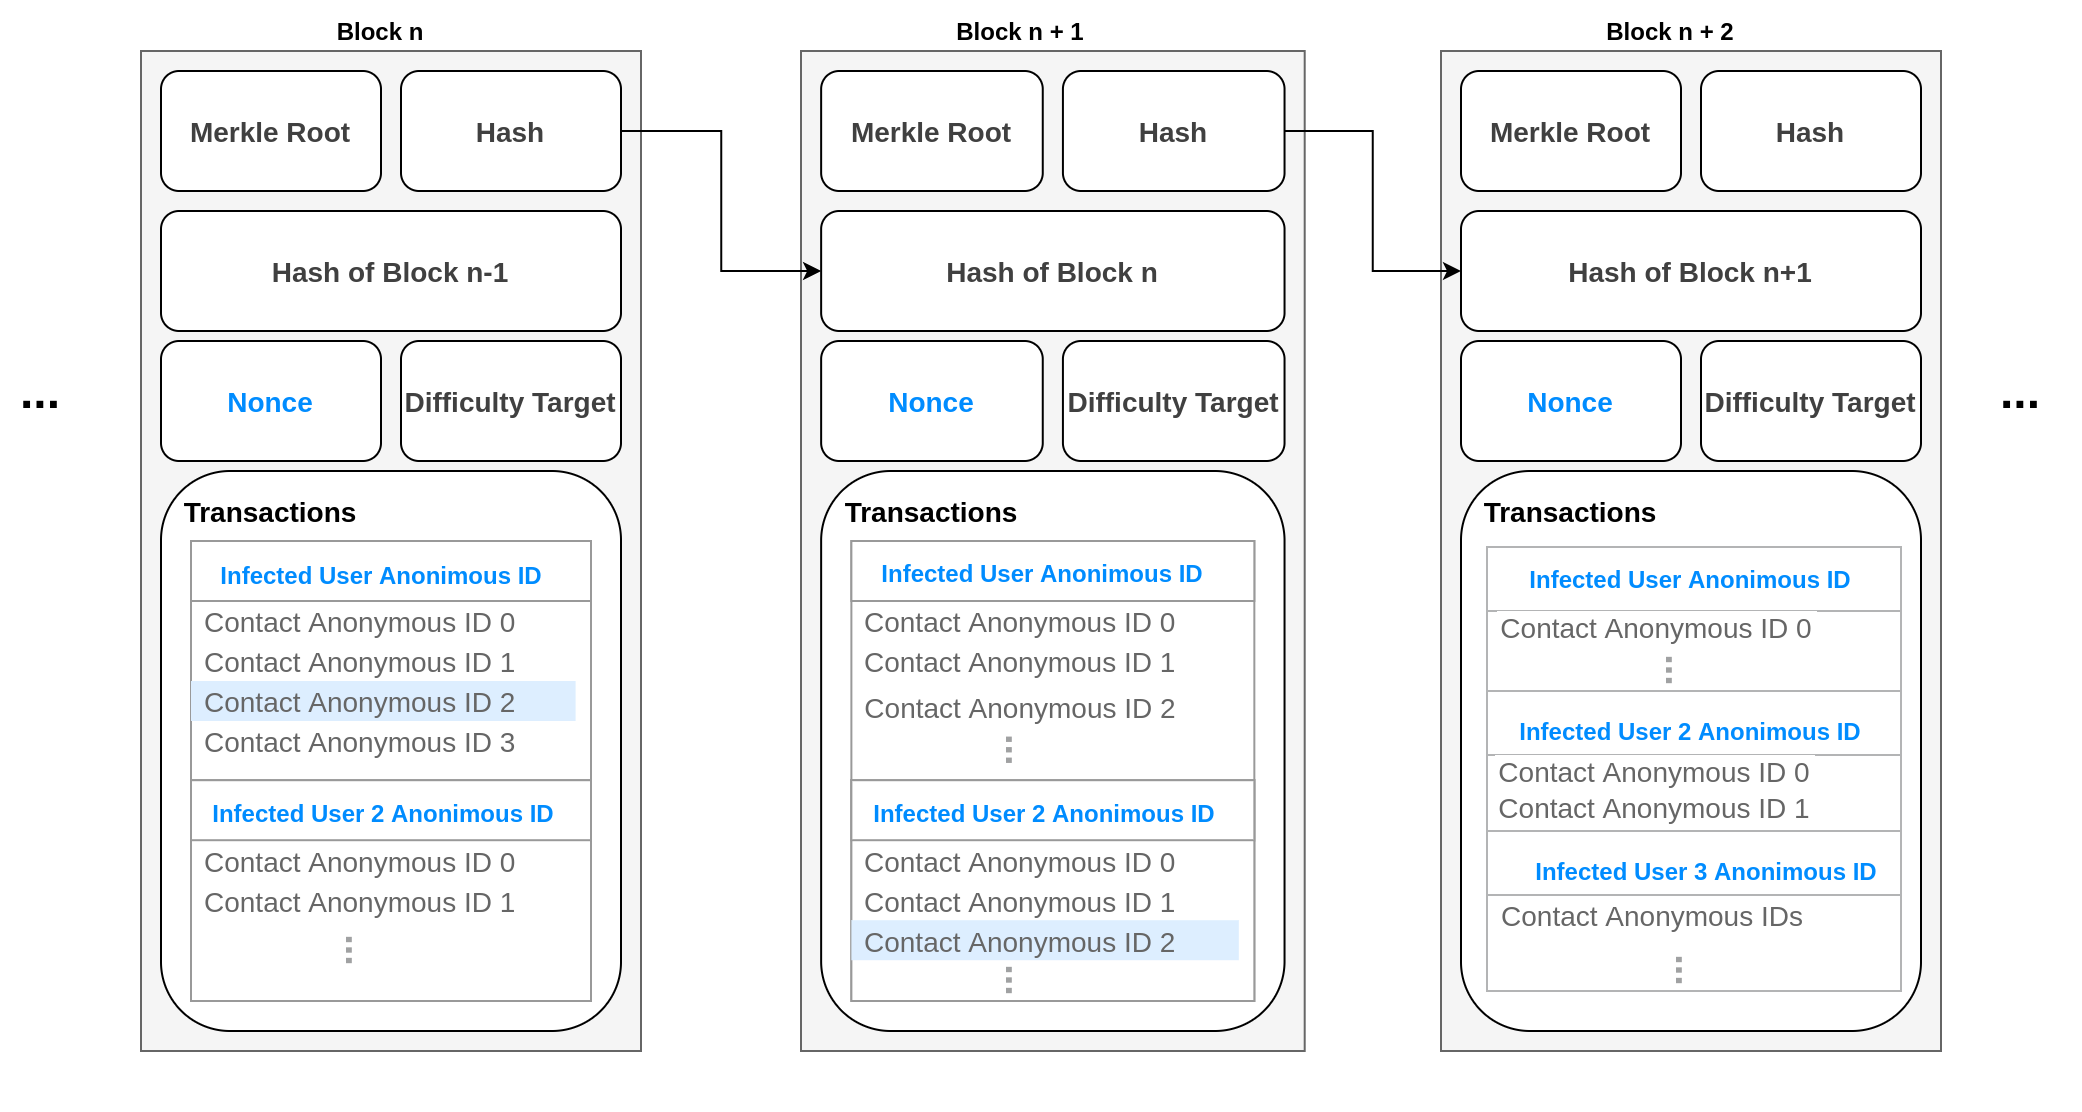 Block n
Merkle Root
Hash
Hash of Block n-1
Nonce
Difficulty Target
Transactions
Infected User Anonimous ID
Contact Anonymous ID 0
Contact Anonymous ID 1
Contact Anonymous ID 2
Contact Anonymous ID 3
Infected User 2 Anonimous ID
Contact Anonymous ID 0
Contact Anonymous ID 1
...
...
Block n + 1
Merkle Root
Hash
Hash of Block n
Nonce
Difficulty Target
Transactions
Infected User Anonimous ID
Contact Anonymous ID 0
Contact Anonymous ID 1
Contact Anonymous ID 2
...
Infected User 2 Anonimous ID
Contact Anonymous ID 0
Contact Anonymous ID 1
Contact Anonymous ID 2
...
Block n + 2
Merkle Root
Hash
Hash of Block n+1
Nonce
Difficulty Target
Transactions
Infected User Anonimous ID
Contact Anonymous ID 0
...
Infected User 2 Anonimous ID
Contact Anonymous ID 0
Contact Anonymous ID 1
Infected User 3 Anonimous ID
Contact Anonymous IDs
...
...